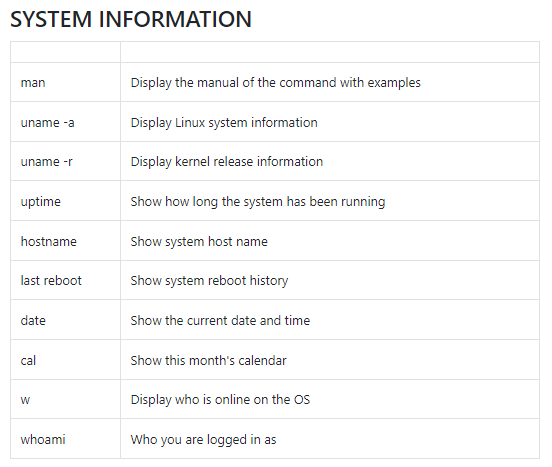 SYSTEM INFORMATION
man Display the manual of the command with examples
uname -a Display Linux system information
uname -r Display kernel release information
uptime Show how long the system has been running
hostname Show system host name
last reboot Show system reboot history
date Show the current date and time
cal Show this month's calendar
w Display who is online on the OS
whoami Who you are logged in as